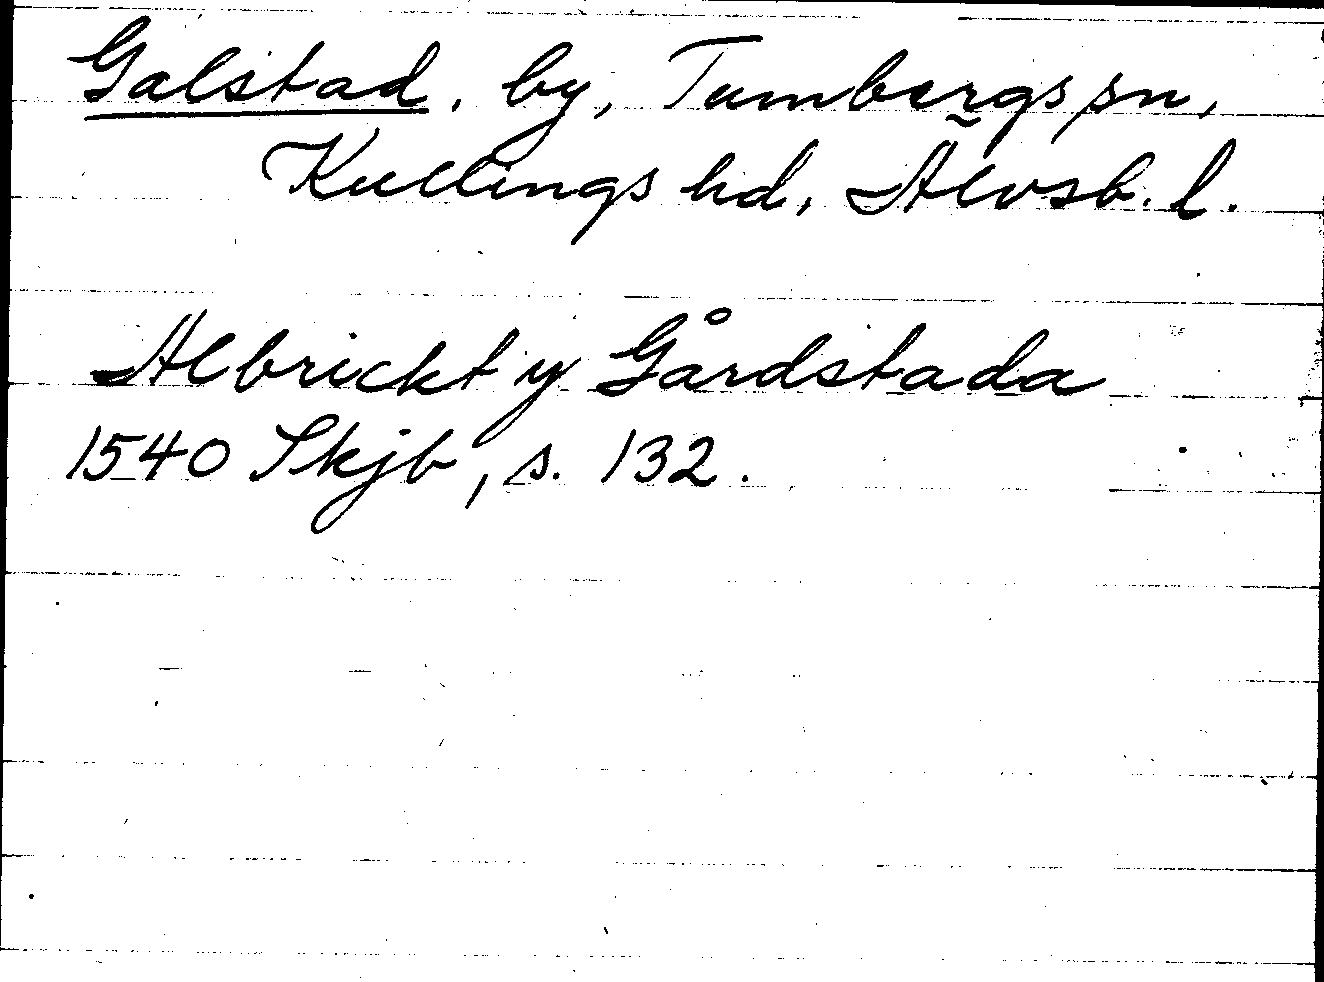 Galstad, by, Tumbergs sn,
Kullings hd, Älvsb. l.
Albrickt y Gårdstada
1540 Skjb, s. 132.